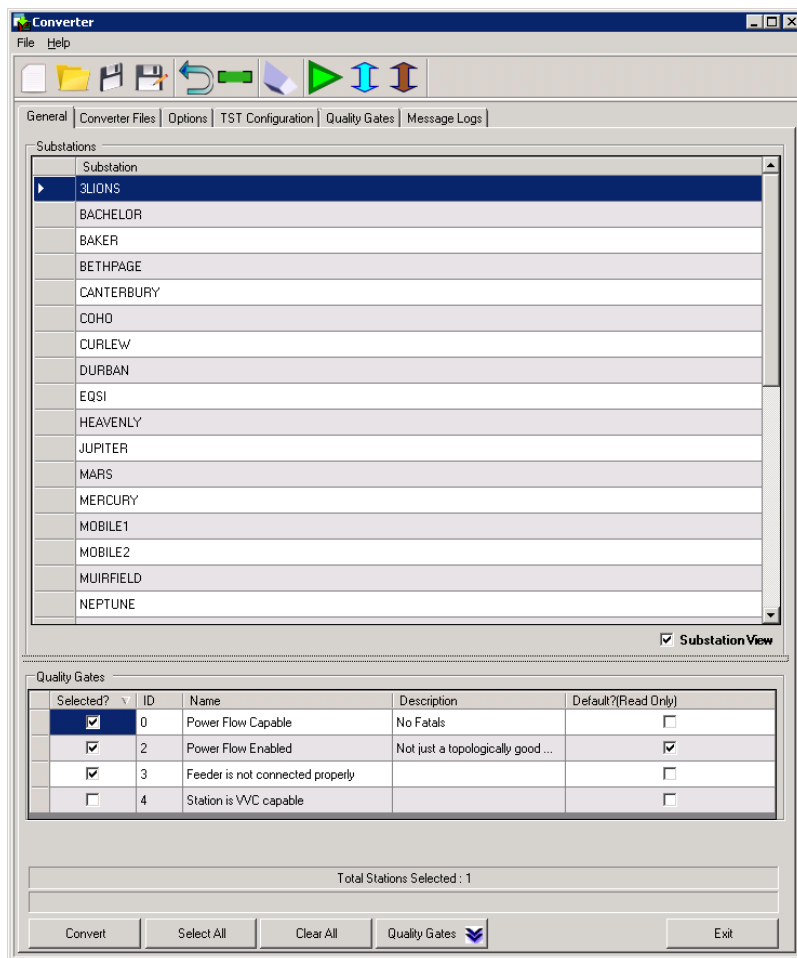 Converter
File Help
General Converter Files Options TST Configuration Quality Gates Message Logs
Substations
Substation
3LIONS
BACHELOR
BAKER
BETHPAGE
CANTERBURY
COHO
CURLEW
DURBAN
EQSI
HEAVENLY
JUPITER
MARS
MERCURY
MOBILE1
MOBILE2
MUIRFIELD
NEPTUNE
Substation View
Quality Gates
Selected? ID Name Description Default?(Read Only)
0 Power Flow Capable No Fatals
2 Power Flow Enabled Not just a topologically good ...
3 Feeder is not connected properly
4 Station is VVC capable
Total Stations Selected : 1
Convert Select All Clear All Quality Gates Exit